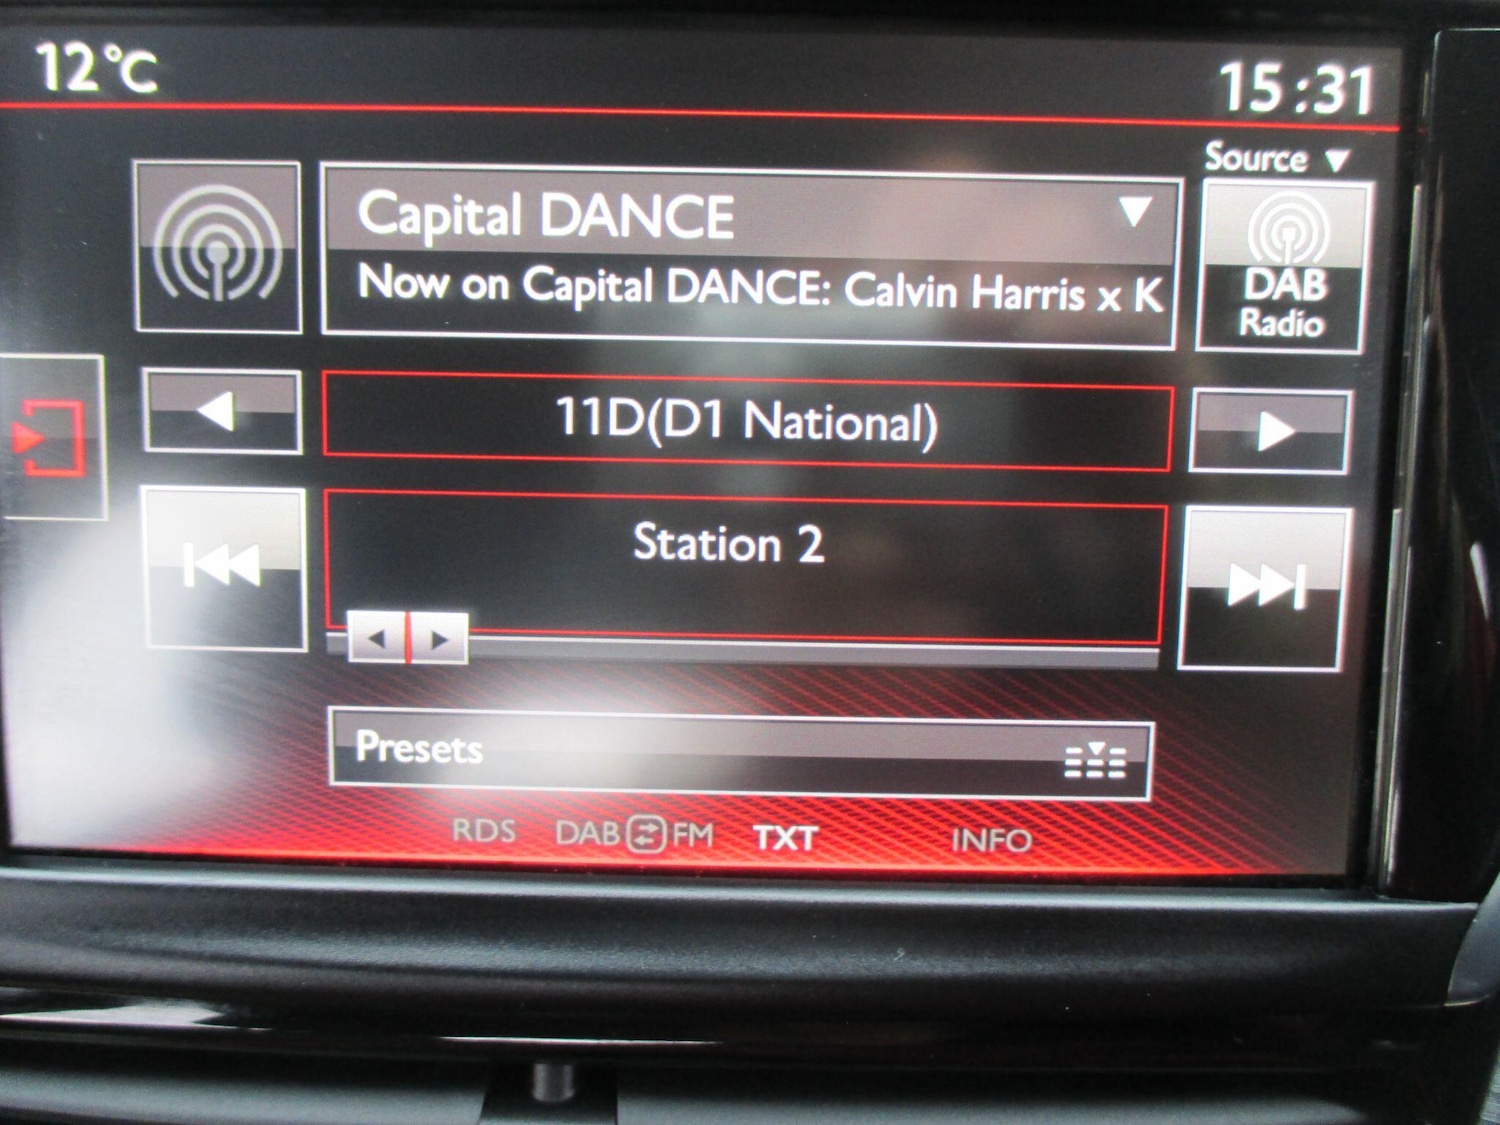 12°C
15:31
Source
Capital DANCE
Now on Capital DANCE: Calvin Harris x K
DAB
Radio
11D(D1 National)
Station 2
Presets
RDS DAB FM TXT INFO